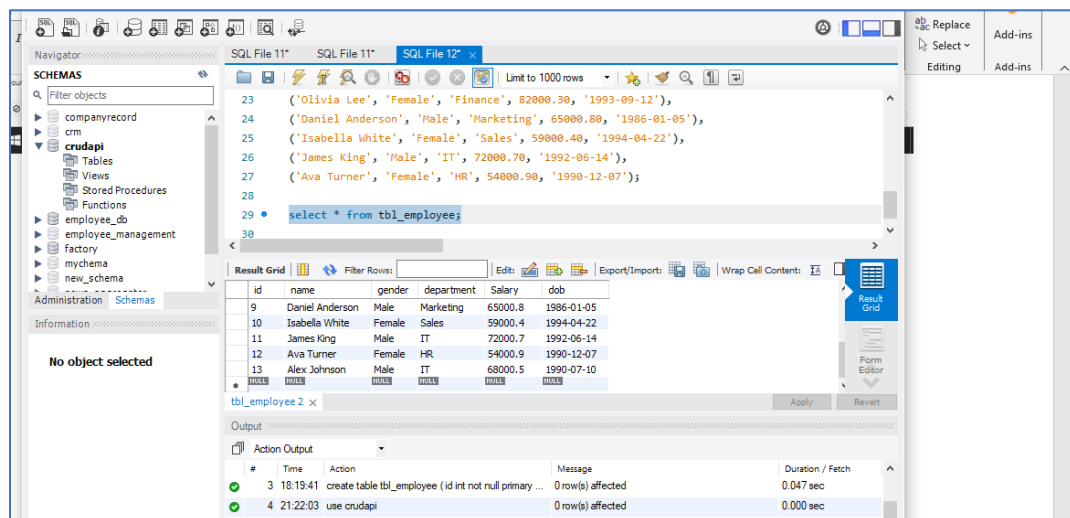 Replace
Select
Editing
Add-ins
Add-ins
Navigator
SCHEMAS
Filter objects
companyrecord
crm
crudapi
Tables
Views
Stored Procedures
Functions
employee_db
employee_management
factory
mychema
new_schema
Administration Schemas
Information
No object selected
SQL File 11* SQL File 11* SQL File 12*
Limit to 1000 rows
23 ('Olivia Lee', 'Female', 'Finance', 82000.30, '1993-09-12'),
24 ('Daniel Anderson', 'Male', 'Marketing', 65000.80, '1986-01-05'),
25 ('Isabella White', 'Female', 'Sales', 59000.40, '1994-04-22'),
26 ('James King', 'Male', 'IT', 72000.70, '1992-06-14'),
27 ('Ava Turner', 'Female', 'HR', 54000.90, '1990-12-07');
28
29 select * from tbl_employee;
30
Result Grid Filter Rows: Edit: Export/Import: Wrap Cell Content:
id name gender department Salary dob
9 Daniel Anderson Male Marketing 65000.8 1986-01-05
10 Isabella White Female Sales 59000.4 1994-04-22
11 James King Male IT 72000.7 1992-06-14
12 Ava Turner Female HR 54000.9 1990-12-07
13 Alex Johnson Male IT 68000.5 1990-07-10
NULL NULL NULL NULL NULL NULL
Result
Grid
Form
Editor
tbl_employee 2 Apply Revert
Output
Action Output
# Time Action Message Duration / Fetch
3 18:19:41 create table tbl_employee ( id int not null primary ... 0 row(s) affected 0.047 sec
4 21:22:03 use crudapi 0 row(s) affected 0.000 sec